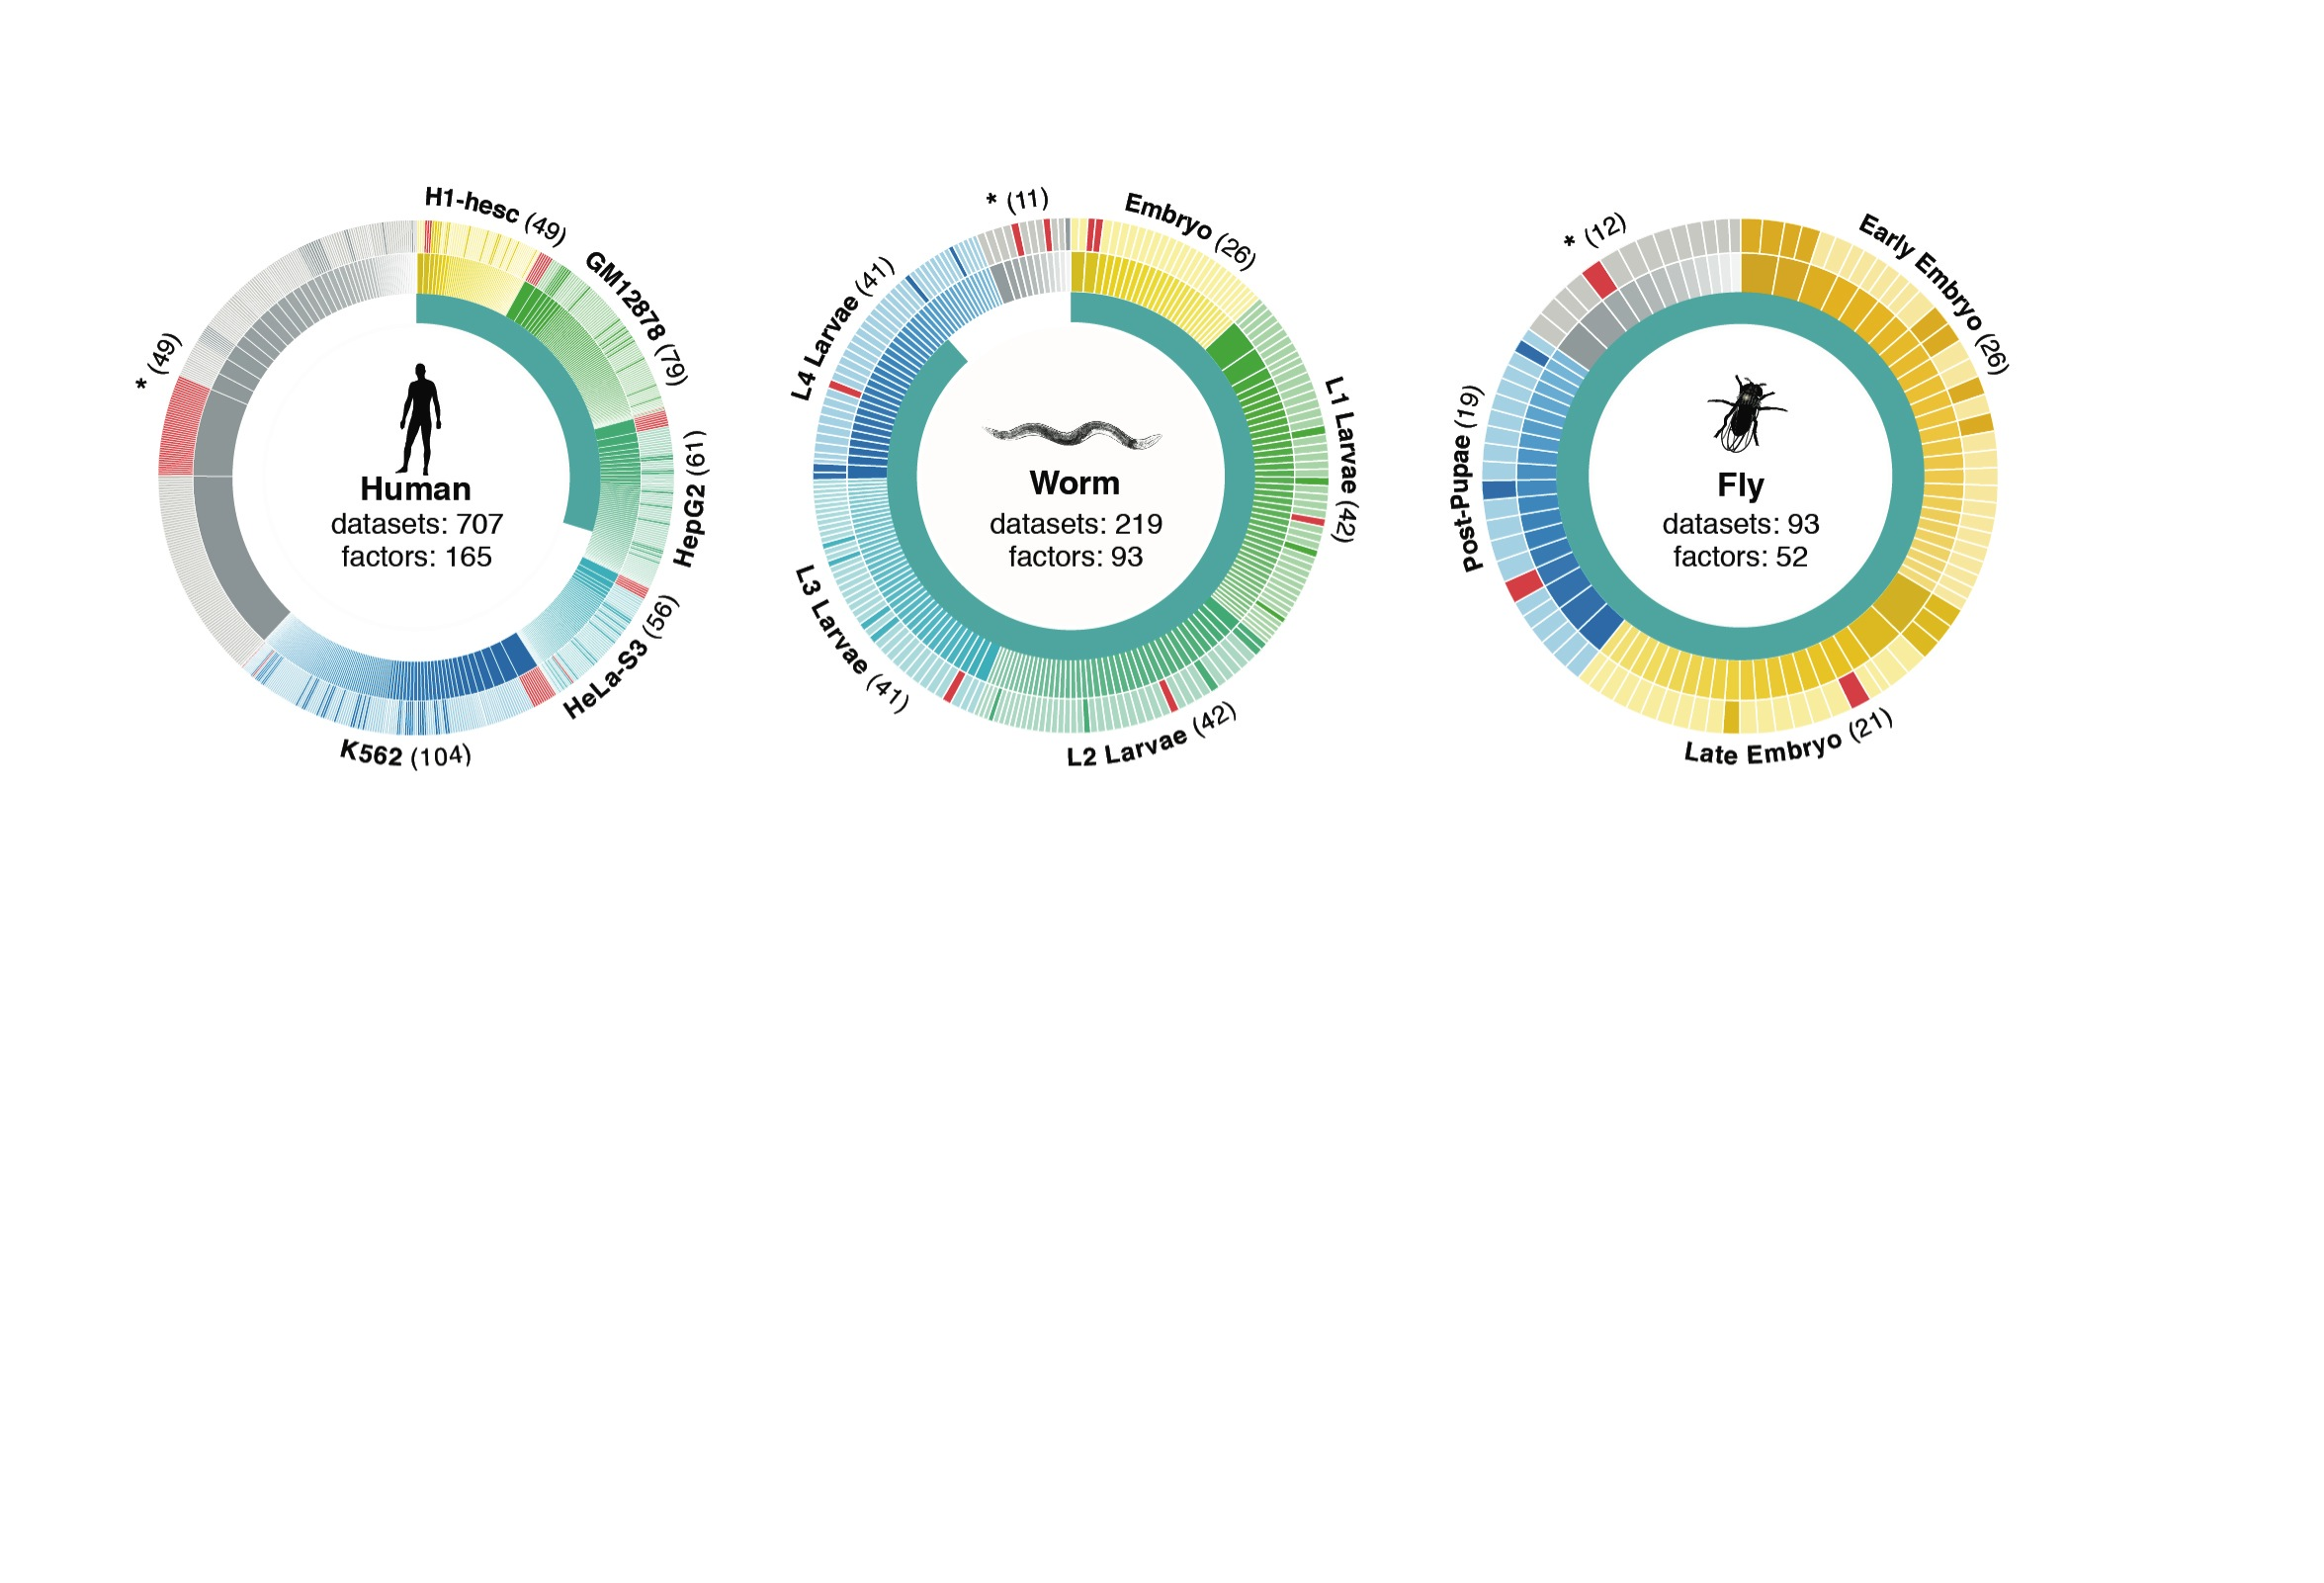 H1-hesc (49)
GM12878 (79)
HepG2 (61)
HeLa-S3 (56)
K562 (104)
* (49)
Human
datasets: 707
factors: 165
* (11)
Embryo (26)
L1 Larvae (42)
L2 Larvae (42)
L3 Larvae (41)
L4 Larvae (41)
Worm
datasets: 219
factors: 93
* (12)
Early Embryo (26)
Late Embryo (21)
Post-Pupae (19)
Fly
datasets: 93
factors: 52